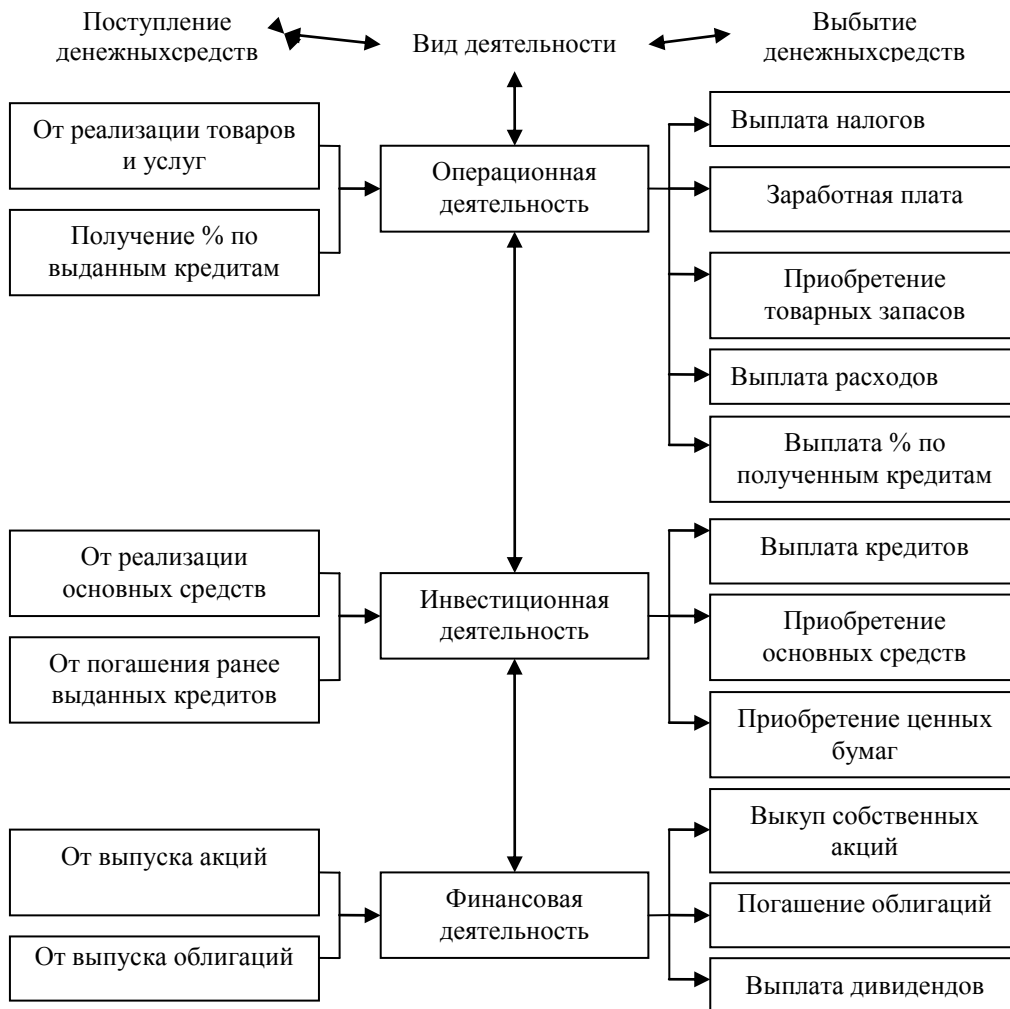 Поступление
денежныхсредств
Вид деятельности
Выбытие
денежныхсредств
От реализации товаров
и услуг
Получение % по
выданным кредитам
Операционная
деятельность
Выплата налогов
Заработная плата
Приобретение
товарных запасов
Выплата расходов
Выплата % по
полученным кредитам
От реализации
основных средств
От погашения ранее
выданных кредитов
Инвестиционная
деятельность
Выплата кредитов
Приобретение
основных средств
Приобретение ценных
бумаг
От выпуска акций
От выпуска облигаций
Финансовая
деятельность
Выкуп собственных
акций
Погашение облигаций
Выплата дивидендов